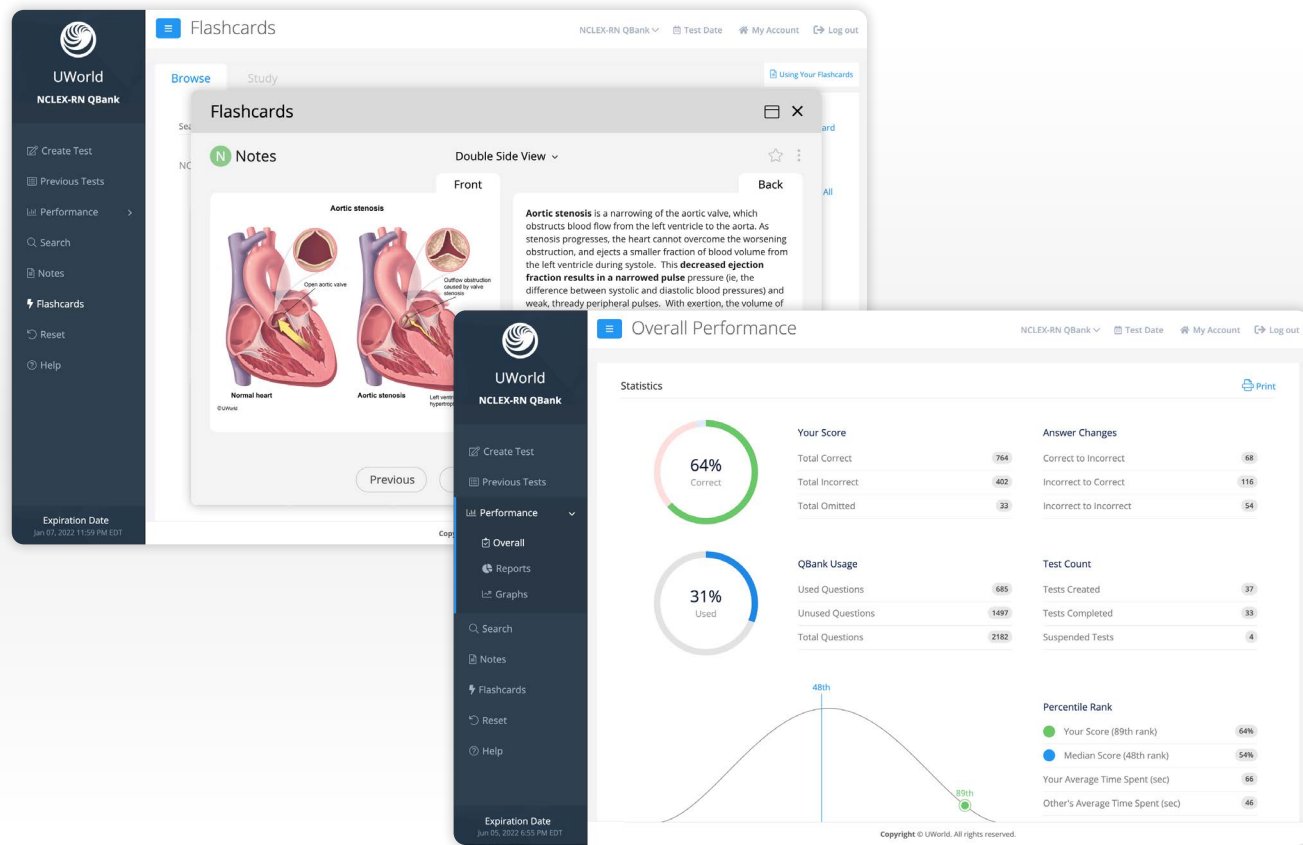 UWorld
NCLEX-RN QBank
Create Test
Previous Tests
Performance
Search
Notes
Flashcards
Reset
Help
Expiration Date
Jan 07, 2022 11:59 PM EDT
Flashcards
NCLEX-RN QBank
Test Date
My Account
Log out
Browse
Study
Using Your Flashcards
All
Flashcards
N Notes
Double Side View
Front
Back
Aortic stenosis
Open aortic valve
Outflow obstruction
caused by valve
stenosis
Normal heart
Aortic stenosis
©UWorld
Aortic stenosis is a narrowing of the aortic valve, which
obstructs blood flow from the left ventricle to the aorta. As
stenosis progresses, the heart cannot overcome the worsening
obstruction, and ejects a smaller fraction of blood volume from
the left ventricle during systole. This decreased ejection
fraction results in a narrowed pulse pressure (ie, the
difference between systolic and diastolic blood pressures) and
weak, thready peripheral pulses. With exertion, the volume of
Previous
UWorld
NCLEX-RN QBank
Create Test
Previous Tests
Performance
Overall
Reports
Graphs
Search
Notes
Flashcards
Reset
Help
Expiration Date
Jun 05, 2022 6:55 PM EDT
Overall Performance
NCLEX-RN QBank
Test Date
My Account
Log out
Statistics
Print
64%
Correct
Your Score
Total Correct 764
Total Incorrect 402
Total Omitted 33
Answer Changes
Correct to Incorrect 68
Incorrect to Correct 116
Incorrect to Incorrect 54
31%
Used
QBank Usage
Used Questions 685
Unused Questions 1497
Total Questions 2182
Test Count
Tests Created 37
Tests Completed 33
Suspended Tests 4
48th
89th
Percentile Rank
Your Score (89th rank) 64%
Median Score (48th rank) 54%
Your Average Time Spent (sec) 66
Other's Average Time Spent (sec) 46
Copyright © UWorld. All rights reserved.